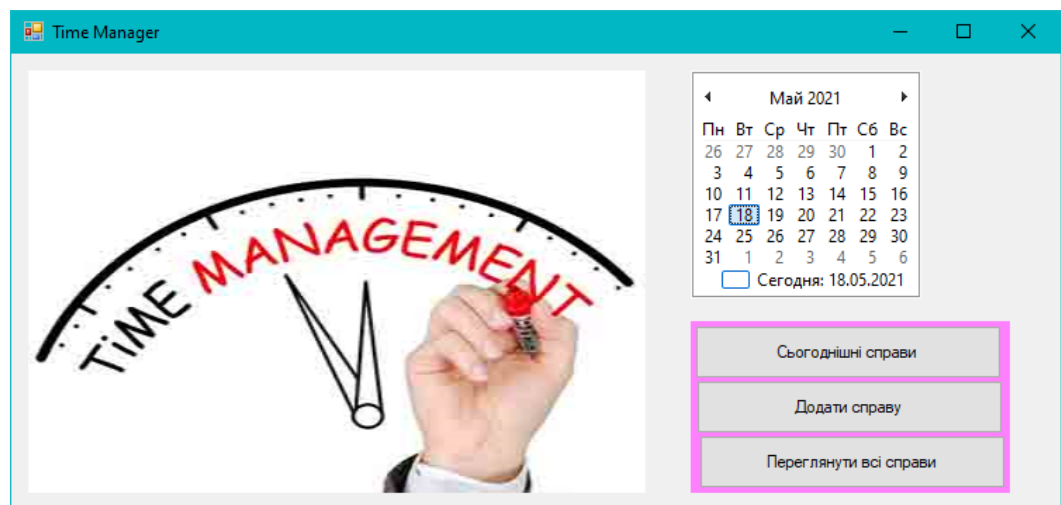 Time Manager
TiME MANAGEMENT
Май 2021
Пн Вт Ср Чт Пт Сб Вс
26 27 28 29 30 1 2
3 4 5 6 7 8 9
10 11 12 13 14 15 16
17 18 19 20 21 22 23
24 25 26 27 28 29 30
31 1 2 3 4 5 6
Сегодня: 18.05.2021
Сьогоднішні справи
Додати справу
Переглянути всі справи